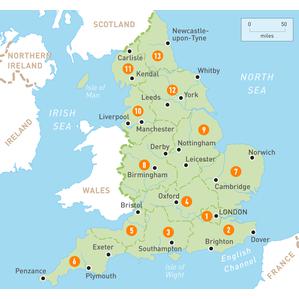 SCOTLAND
0 50
miles
Newcastle-
upon-Tyne
NORTHERN
IRELAND
Carlisle
13
11
Kendal
Isle of
Man
Whitby
NORTH
SEA
12
Leeds
York
IRISH
SEA
10
Liverpool
Manchester
9
IRELAND
Derby
Nottingham
Norwich
8
Leicester
7
Birmingham
WALES
Cambridge
Oxford
4
Bristol
1
LONDON
5
3
2
Dover
Exeter
Southampton
Brighton
6
Isle of
Wight
English
Channel
Penzance
Plymouth
FRANCE